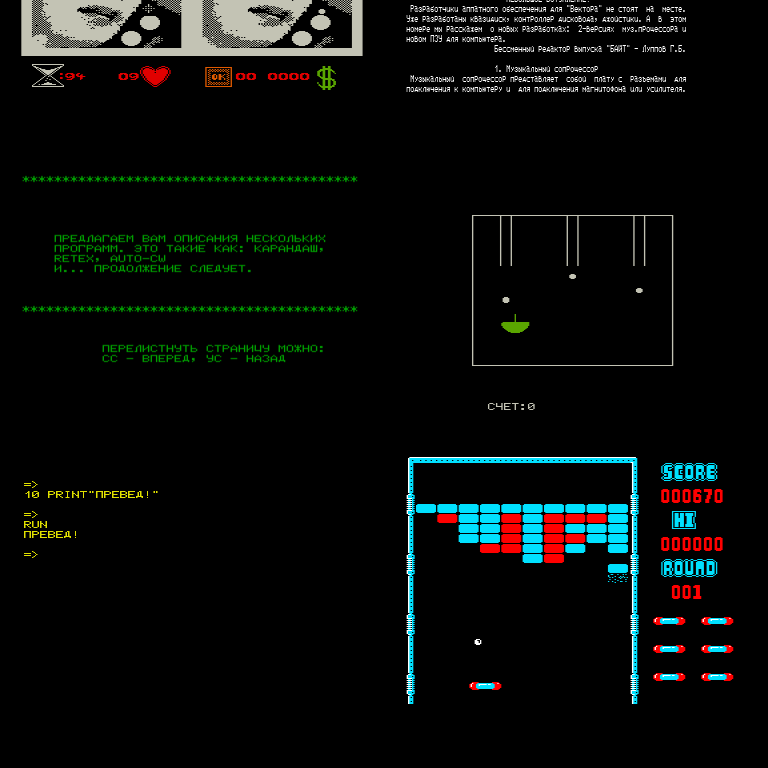 :94 09 OK 00 0000 $
Разработчики аппатного обеспечения для "Вектора" не стоят на месте.
Уже разработаны квазидиск, контроллер дисководаь ажойстики. А в этом
номере мы расскажем о новых разработках: 2-версиях муз.процессора и
новом ПЗУ для компьютера.
Бессменный редактор выпуска "БАЙТ" - Луппов Г.Б.
1. Музыкальный сопроцессор
Музыкальный сопроцессор представляет собой плату с разъемами для
подключения к компьютеру и для подключения магнитофона или усилителя.
******************************************
ПРЕДЛАГАЕМ ВАМ ОПИСАНИЯ НЕСКОЛЬКИХ
ПРОГРАММ. ЭТО ТАКИЕ КАК: КАРАНДАШ,
RETEX, AUTO-CW
И... ПРОДОЛЖЕНИЕ СЛЕДУЕТ.
******************************************
ПЕРЕЛИСТНУТЬ СТРАНИЦУ МОЖНО:
СС - ВПЕРЕД, УС - НАЗАД
СЧЕТ:0
=>
10 PRINT"ПРЕВЕД!"
=>
RUN
ПРЕВЕД!
=>
SCORE
000670
HI
000000
ROUND
001